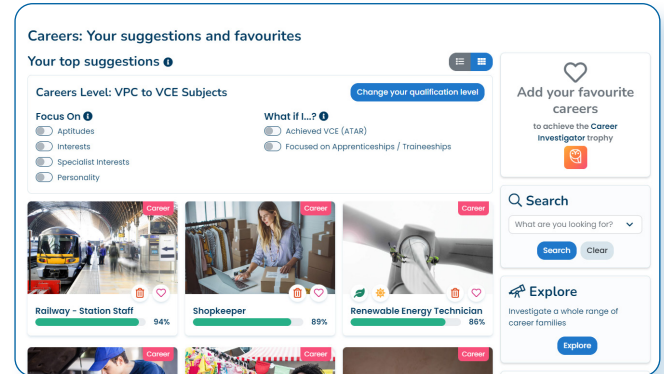 Careers: Your suggestions and favourites
Your top suggestions
Careers Level: VPC to VCE Subjects
Change your qualification level
Focus On
Aptitudes
Interests
Specialist Interests
Personality
What if I...?
Achieved VCE (ATAR)
Focused on Apprenticeships / Traineeships
Career
Railway - Station Staff
94%
Career
Shopkeeper
89%
Career
Renewable Energy Technician
86%
Career
Career
Career
Add your favourite
careers
to achieve the Career
Investigator trophy
Search
What are you looking for?
Search
Clear
Explore
Investigate a whole range of
career families
Explore